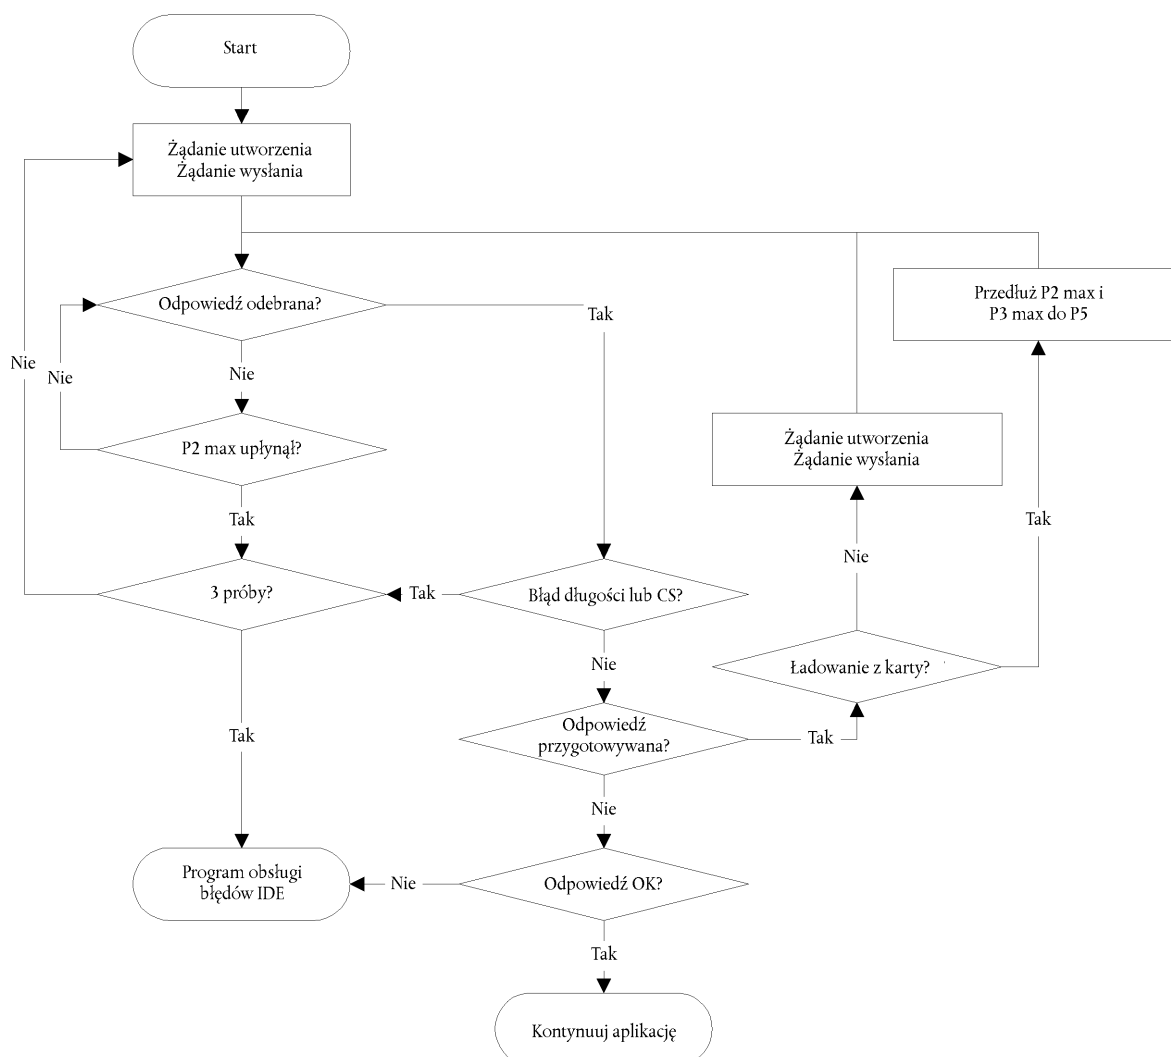 Start
Żądanie utworzenia
Żądanie wysłania
Odpowiedź odebrana?
Tak
Przedłuż P2 max i
P3 max do P5
Nie
Nie
Nie
P2 max upłynął?
Żądanie utworzenia
Żądanie wysłania
Tak
Tak
Nie
3 próby?
Tak
Błąd długości lub CS?
Nie
Ładowanie z karty?
Tak
Odpowiedź
przygotowywana?
Tak
Nie
Program obsługi
błędów IDE
Nie
Odpowiedź OK?
Tak
Kontynuuj aplikację